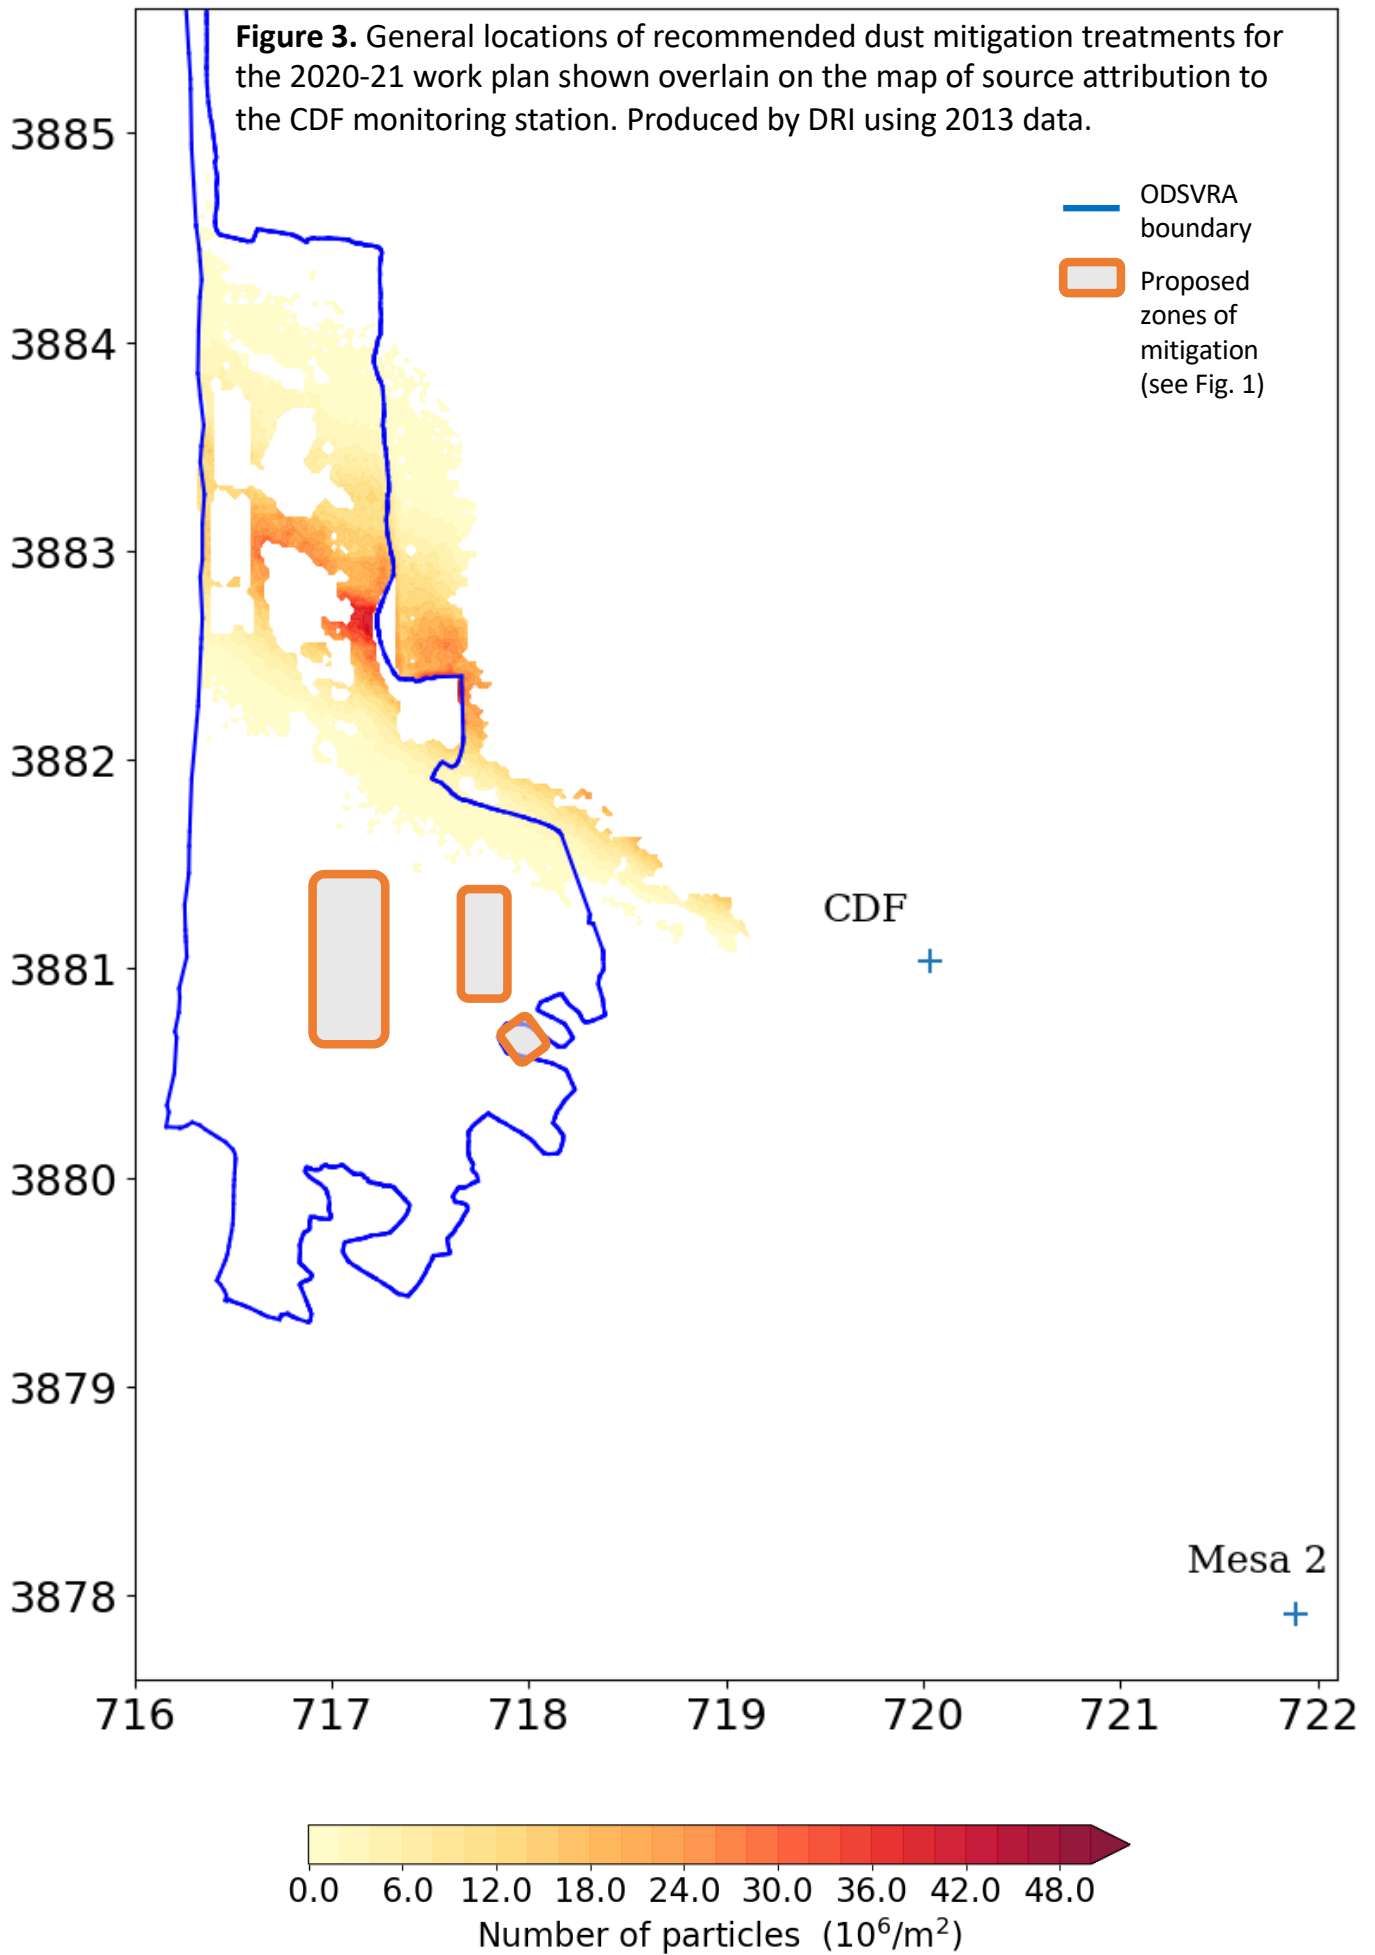 Figure 3. General locations of recommended dust mitigation treatments for
the 2020-21 work plan shown overlain on the map of source attribution to
the CDF monitoring station. Produced by DRI using 2013 data.
ODSVRA
boundary
Proposed
zones of
mitigation
(see Fig. 1)
3885
3884
3883
3882
3881
3880
3879
3878
CDF
Mesa 2
716 717 718 719 720 721 722
0.0 6.0 12.0 18.0 24.0 30.0 36.0 42.0 48.0
Number of particles (10⁶/m²)